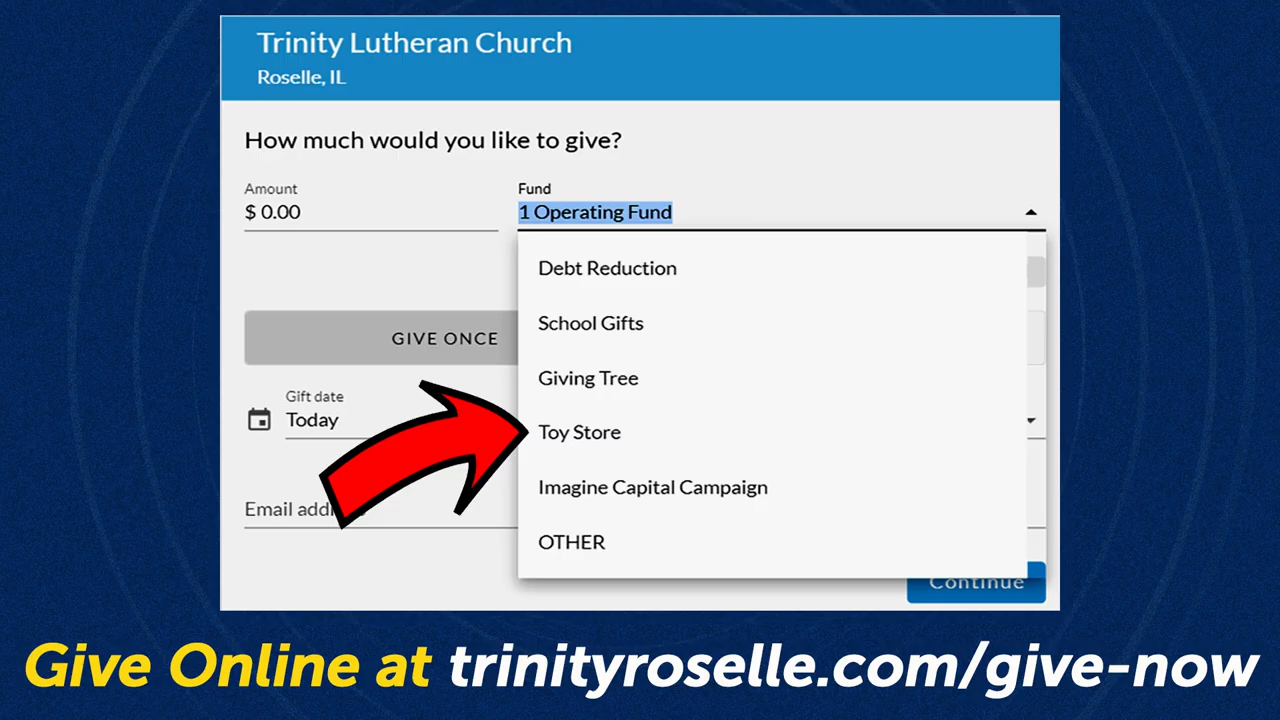 Trinity Lutheran Church
Roselle, IL
How much would you like to give?
Amount
$ 0.00
Fund
1 Operating Fund
Debt Reduction
School Gifts
Giving Tree
Toy Store
Imagine Capital Campaign
OTHER
GIVE ONCE
Gift date
Today
Email
Continue
Give Online at trinityroselle.com/give-now